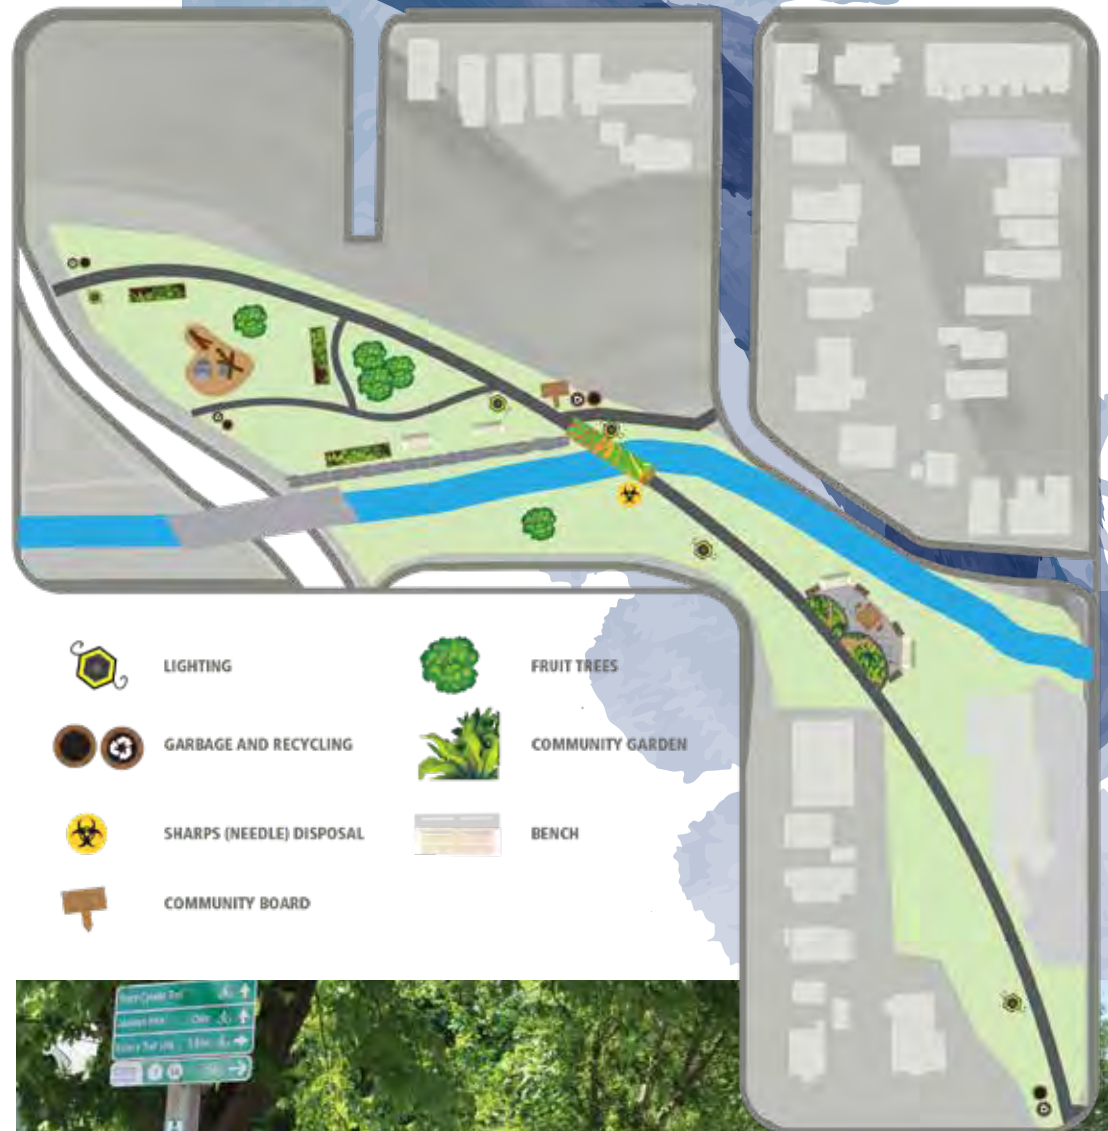 LIGHTING
FRUIT TREES
GARBAGE AND RECYCLING
COMMUNITY GARDEN
SHARPS (NEEDLE) DISPOSAL
BENCH
COMMUNITY BOARD